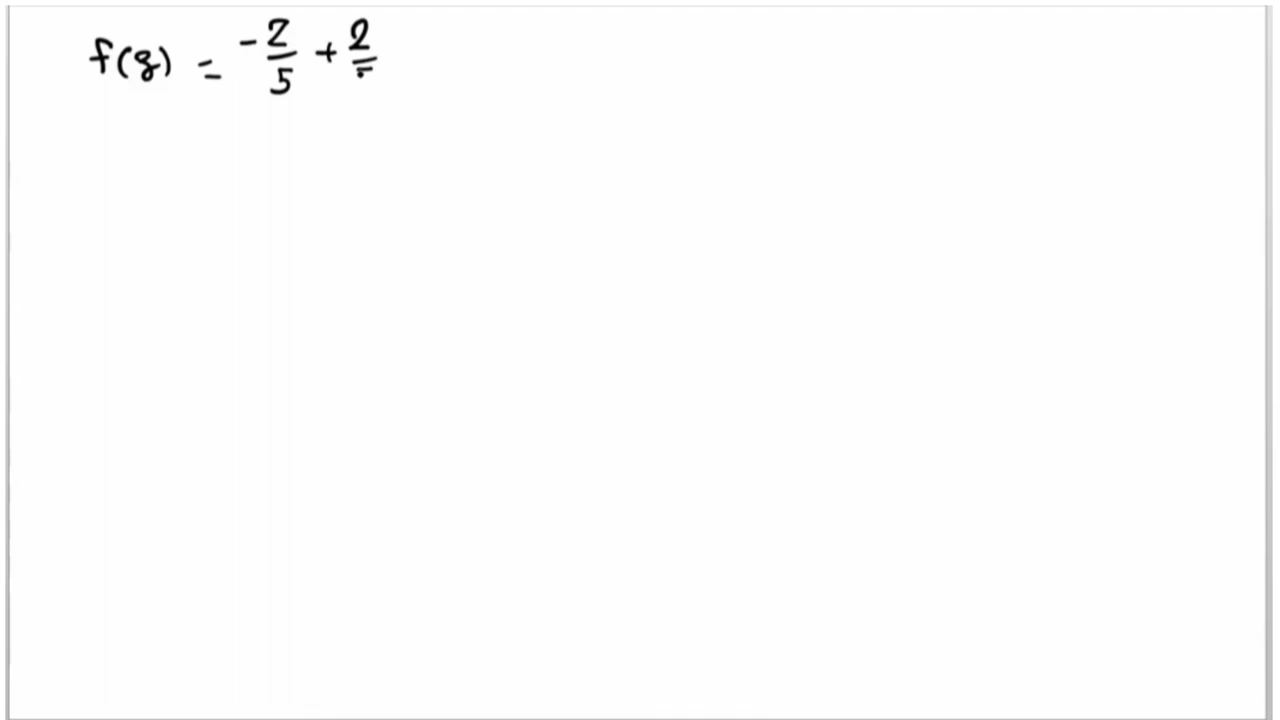 f(z) = -2/5 + 2/